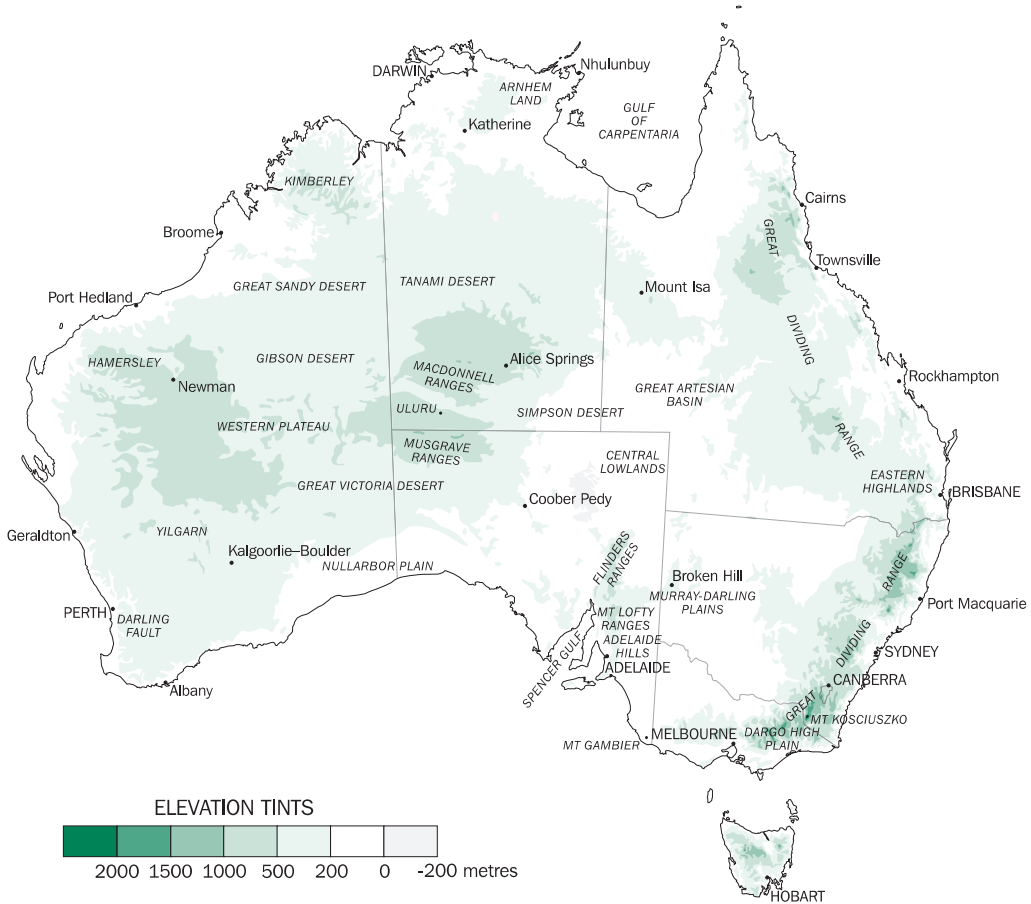 DARWIN
Nhulunbuy
ARNHEM
LAND
GULF
OF
CARPENTARIA
Katherine
KIMBERLEY
Cairns
Broome
GREAT
Townsville
GREAT SANDY DESERT
TANAMI DESERT
Mount Isa
Port Hedland
DIVIDING
HAMERSLEY
GIBSON DESERT
Alice Springs
MACDONNELL
RANGES
Newman
Rockhampton
GREAT ARTESIAN
BASIN
ULURU
SIMPSON DESERT
WESTERN PLATEAU
RANGE
MUSGRAVE
RANGES
CENTRAL
LOWLANDS
EASTERN
HIGHLANDS
GREAT VICTORIA DESERT
Coober Pedy
BRISBANE
Geraldton
YILGARN
Kalgoorlie–Boulder
NULLARBOR PLAIN
FLINDERS
RANGES
Broken Hill
MURRAY-DARLING
PLAINS
RANGE
Port Macquarie
PERTH
DARLING
FAULT
MT LOFTY
RANGES
ADELAIDE
HILLS
DIVIDING
SYDNEY
SPENCER GULF
ADELAIDE
CANBERRA
Albany
GREAT
MT KOSCIUSZKO
MELBOURNE
DARGO HIGH
PLAIN
MT GAMBIER
ELEVATION TINTS
2000 1500 1000 500 200 0 -200 metres
HOBART